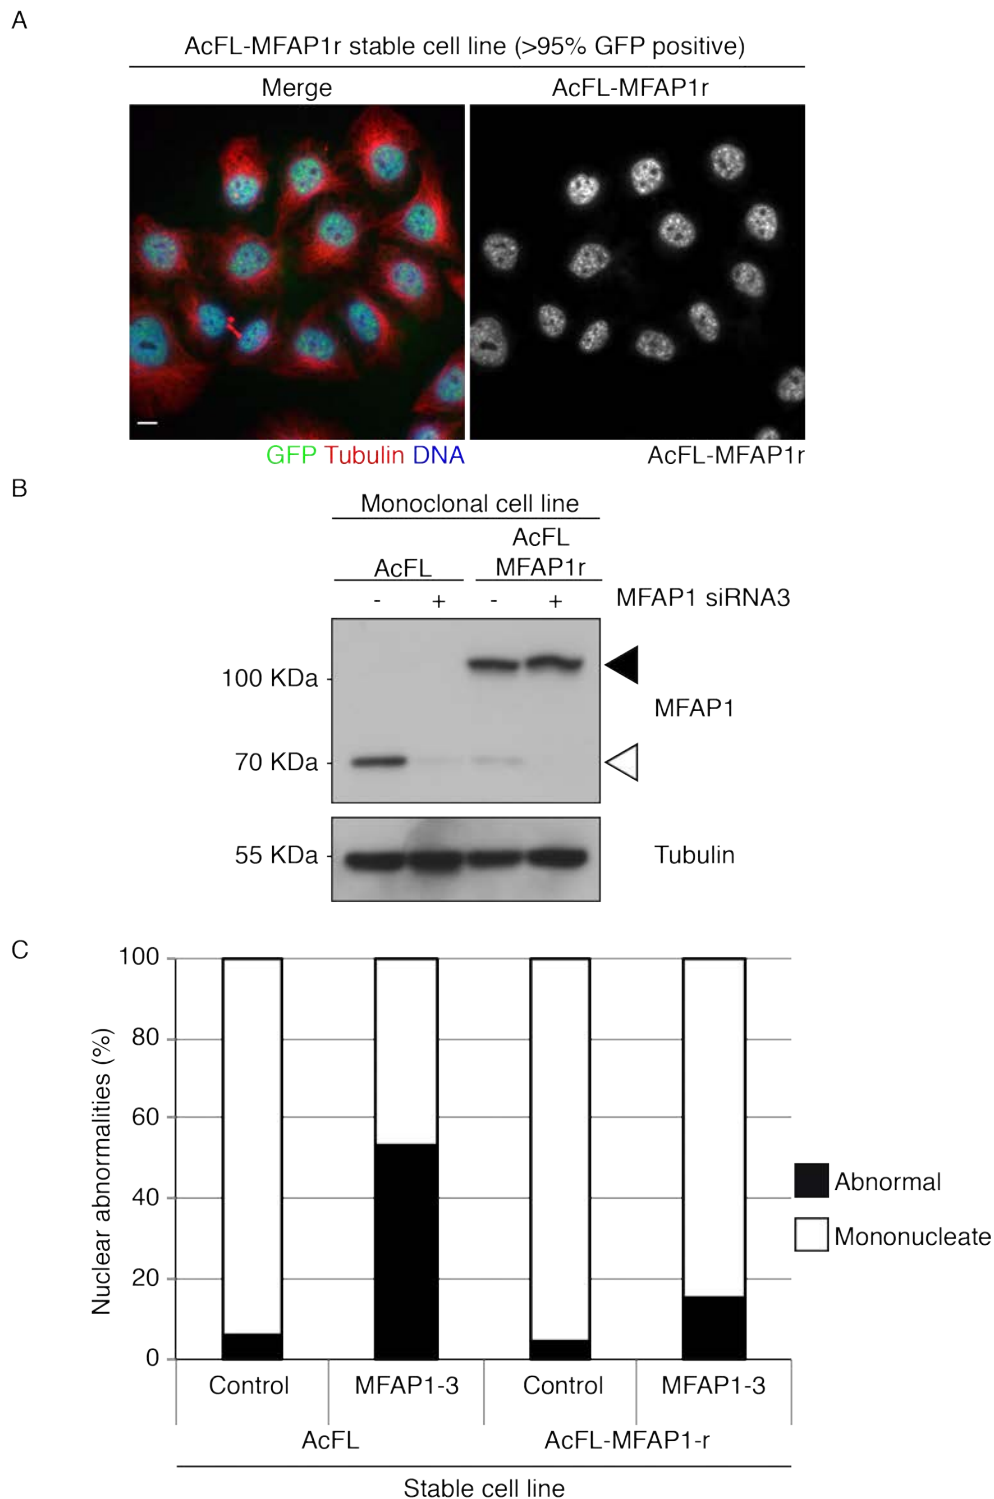 A
AcFL-MFAP1r stable cell line (>95% GFP positive)
Merge
AcFL-MFAP1r
GFP Tubulin DNA
AcFL-MFAP1r
B
Monoclonal cell line
AcFL
AcFL
MFAP1r
- + - +
MFAP1 siRNA3
100 KDa
MFAP1
70 KDa
55 KDa
Tubulin
C
Nuclear abnormalities (%)
100
80
60
40
20
0
Abnormal
Mononucleate
Control
MFAP1-3
Control
MFAP1-3
AcFL
AcFL-MFAP1-r
Stable cell line